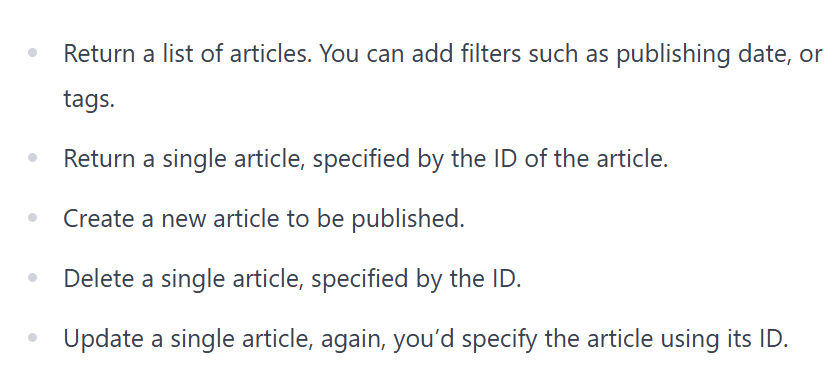 Return a list of articles. You can add filters such as publishing date, or
tags.
Return a single article, specified by the ID of the article.
Create a new article to be published.
Delete a single article, specified by the ID.
Update a single article, again, you’d specify the article using its ID.